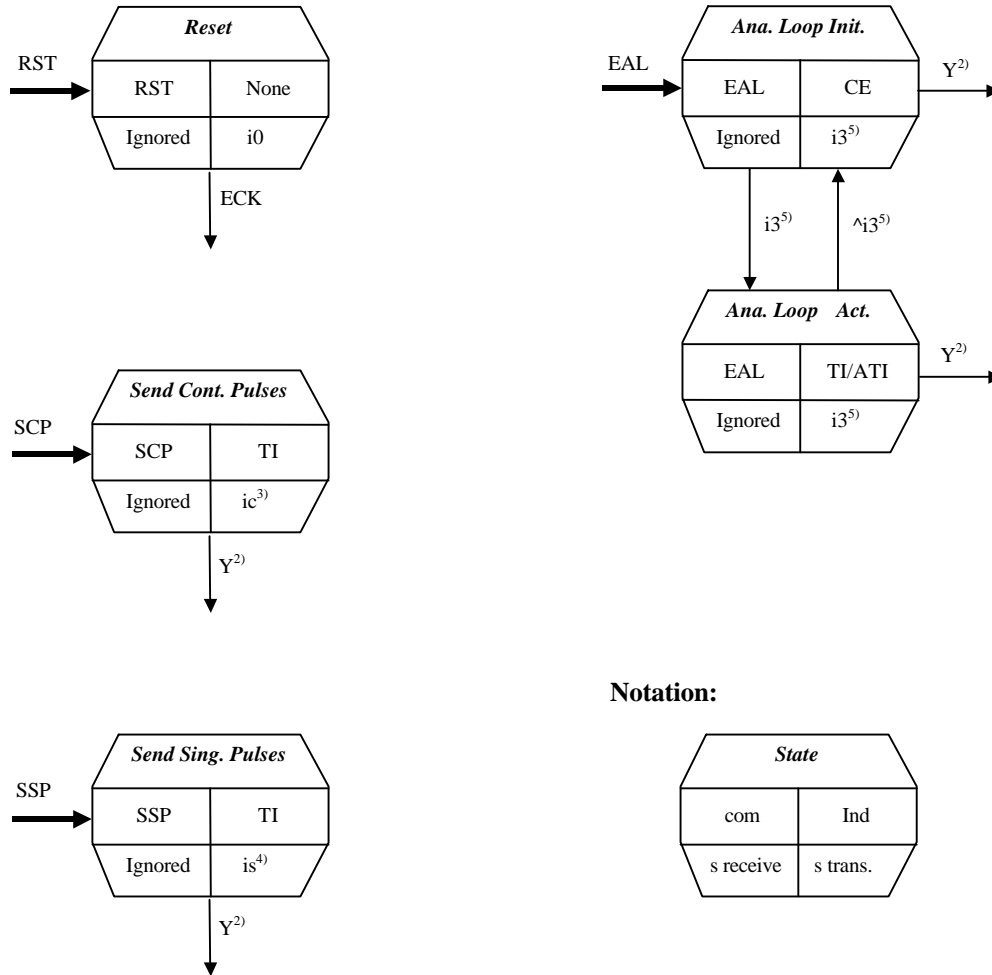 Reset
RST
RST None
Ignored i0
ECK
Ana. Loop Init.
EAL
EAL CE
Y2)
Ignored i35)
i35)
^i35)
Ana. Loop Act.
EAL TI/ATI
Y2)
Ignored i35)
Send Cont. Pulses
SCP
SCP TI
Ignored ic3)
Y2)
Send Sing. Pulses
SSP
SSP TI
Ignored is4)
Y2)
Notation:
State
com Ind
s receive s trans.